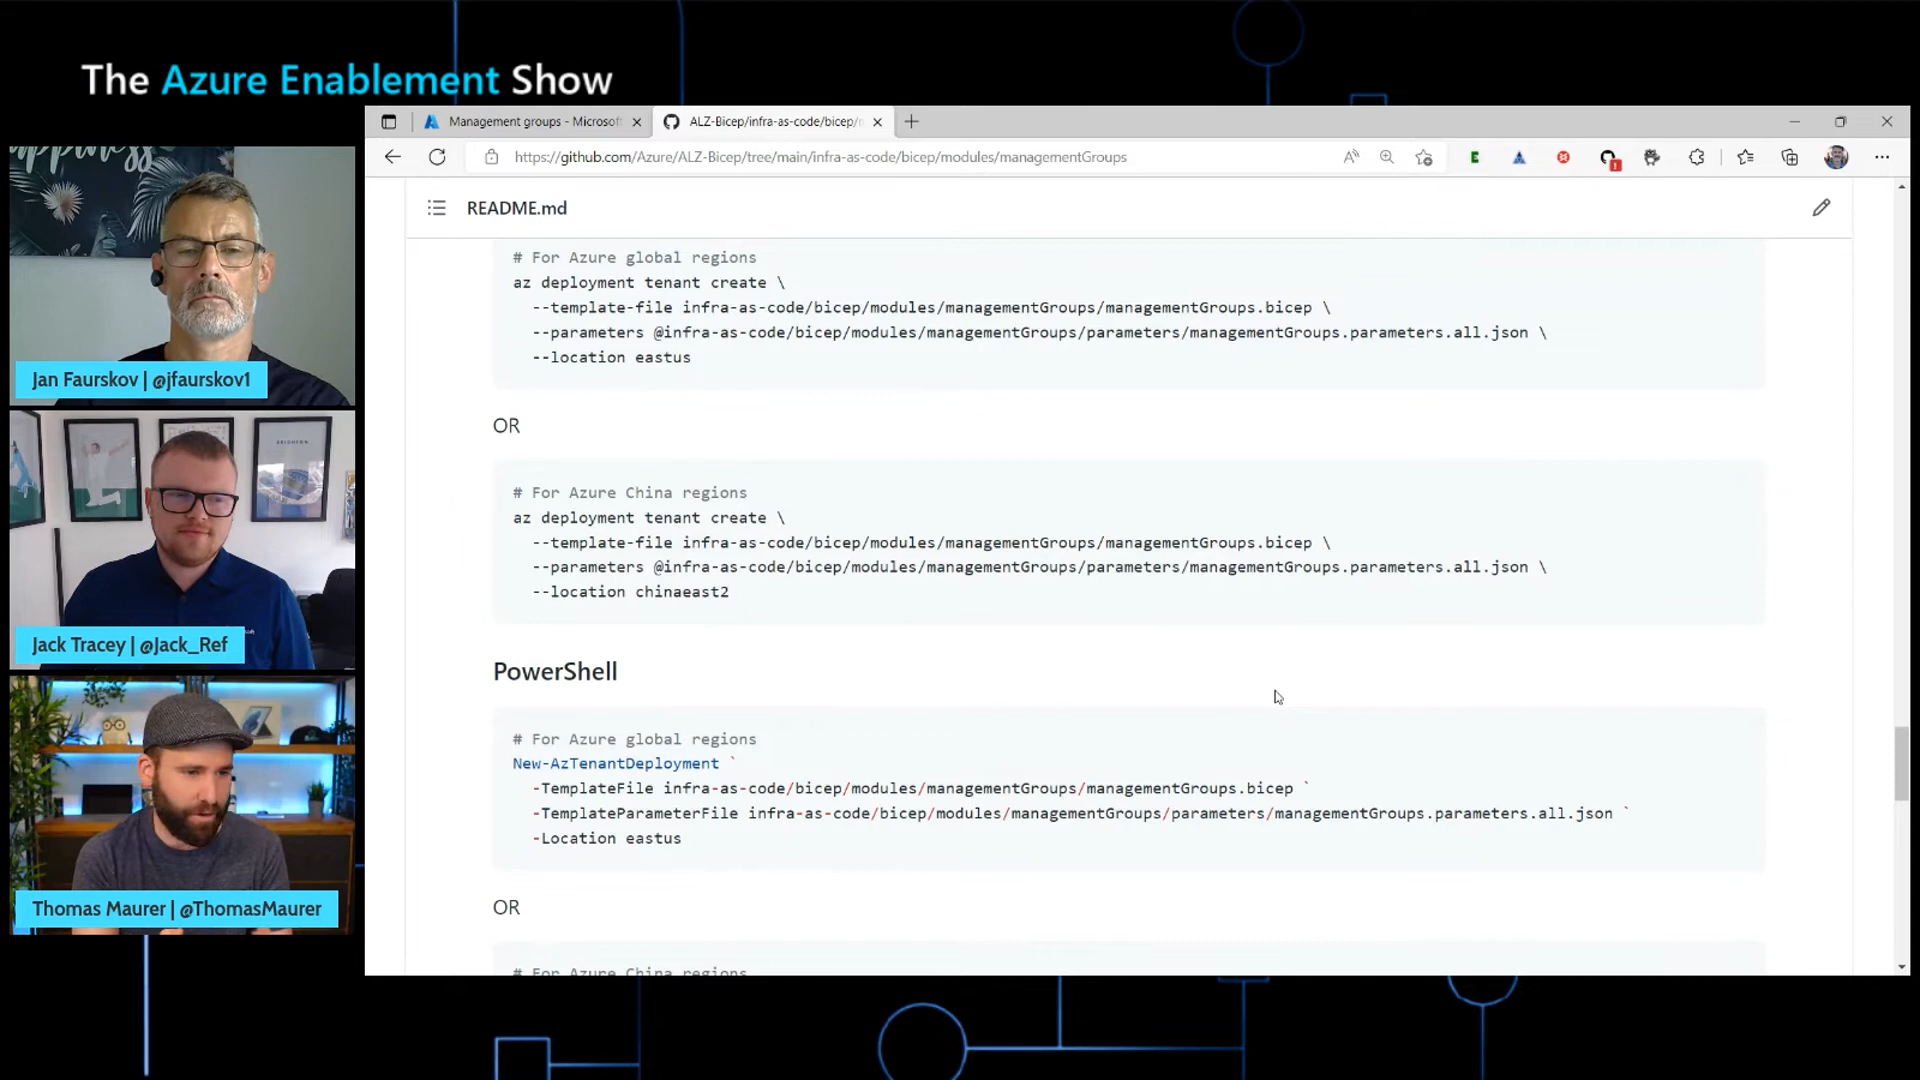 The Azure Enablement Show
Management groups - Microsoft
ALZ-Bicep/infra-as-code/bicep/
https://github.com/Azure/ALZ-Bicep/tree/main/infra-as-code/bicep/modules/managementGroups
README.md
# For Azure global regions
az deployment tenant create \
--template-file infra-as-code/bicep/modules/managementGroups/managementGroups.bicep \
--parameters @infra-as-code/bicep/modules/managementGroups/parameters/managementGroups.parameters.all.json \
--location eastus
OR
# For Azure China regions
az deployment tenant create \
--template-file infra-as-code/bicep/modules/managementGroups/managementGroups.bicep \
--parameters @infra-as-code/bicep/modules/managementGroups/parameters/managementGroups.parameters.all.json \
--location chinaeast2
PowerShell
# For Azure global regions
New-AzTenantDeployment `
-TemplateFile infra-as-code/bicep/modules/managementGroups/managementGroups.bicep `
-TemplateParameterFile infra-as-code/bicep/modules/managementGroups/parameters/managementGroups.parameters.all.json `
-Location eastus
OR
# For Azure China regions
Jan Faurskov | @jfaurskov1
Jack Tracey | @Jack_Ref
Thomas Maurer | @ThomasMaurer